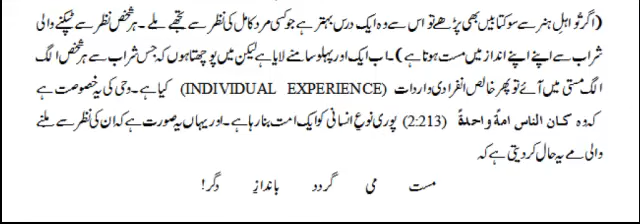 (اگر تُو اہلِ ہنر سے سو کتابیں بھی پڑھے تو اس سے وہ ایک درس بہتر ہے جو کسی مردِ کامل کی نظر سے تجھے ملے۔ ہر شخص نظر سے ٹپکنے والی
شراب سے اپنے اپنے انداز میں مست ہوتا ہے)۔ اب ایک اور پہلو سامنے لایا ہے لیکن میں پوچھتا ہوں کہ جس شراب سے ہر شخص الگ
الگ مستی میں آئے تو پھر خالص انفرادی واردات (INDIVIDUAL EXPERIENCE) کیا ہے۔ وحی کی یہ خصوصت ہے
کہ وہ کان الناس امۃ واحدۃ (2:213) پوری نوعِ انسانی کو ایک امت بنا رہا ہے۔ اور یہاں یہ صورت ہے کہ ان کی نظر سے ملنے
والی مے یہ حال کر دیتی ہے کہ
مست می گردد باندازِ دگر!